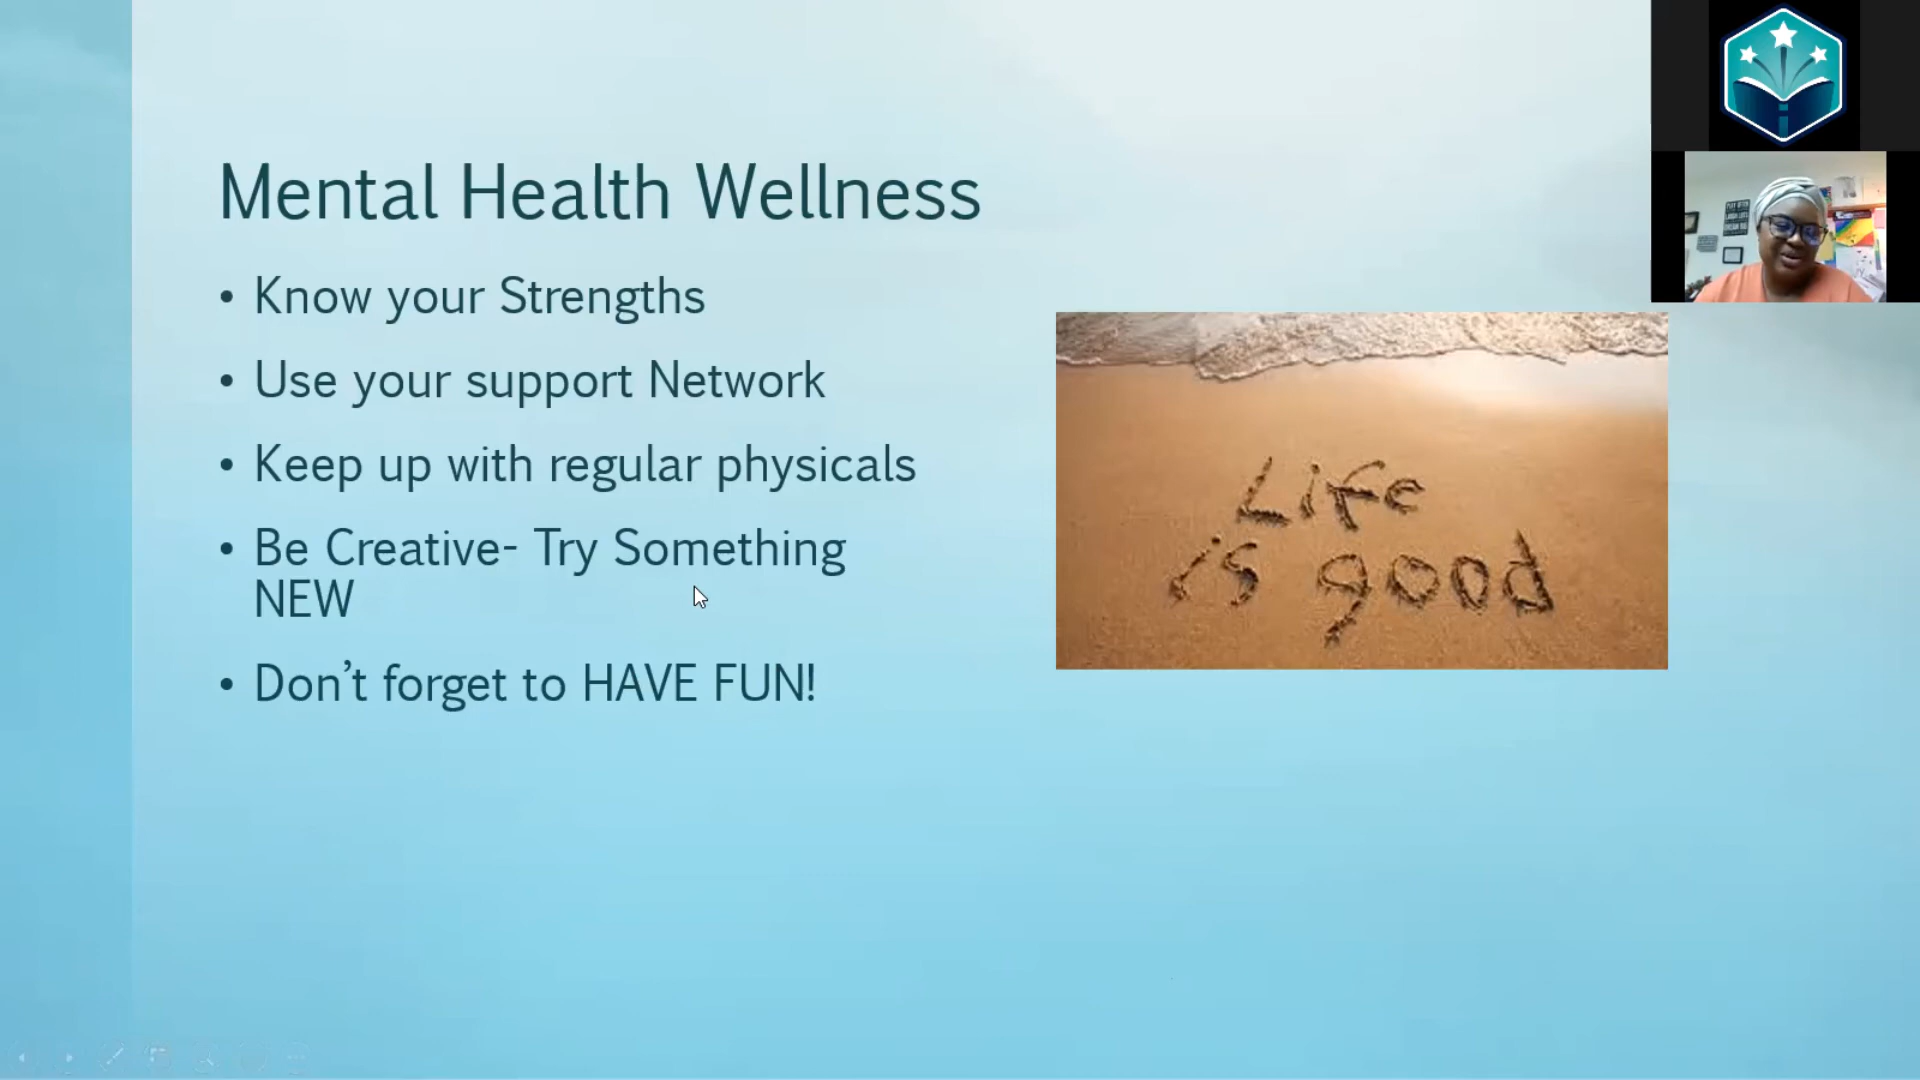 Mental Health Wellness
• Know your Strengths
• Use your support Network
• Keep up with regular physicals
• Be Creative- Try Something
NEW
• Don’t forget to HAVE FUN!
Life
is good